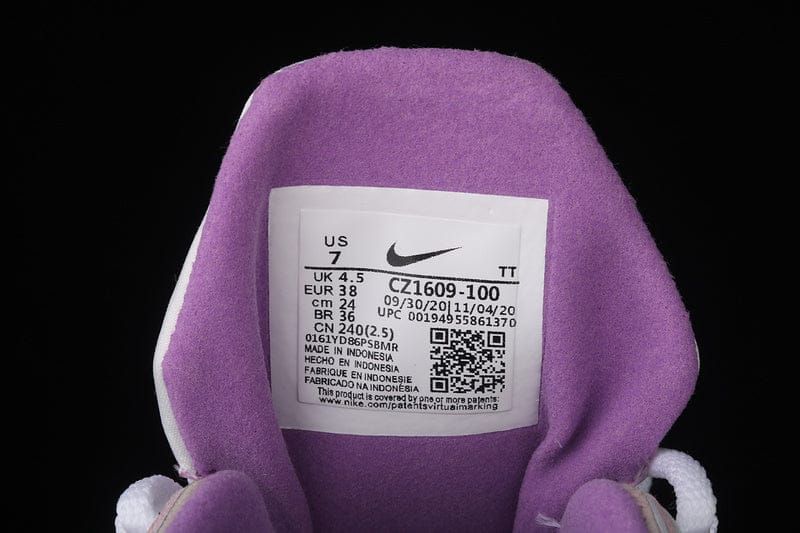 US
7
TT
UK 4.5
EUR 38
cm 24
BR 36
CN 240(2.5)
CZ1609-100
09/30/20|11/04/20
UPC 00194955861370
0161YD86PSBMR
MADE IN INDONESIA
HECHO EN INDONESIA
FABRIQUE EN INDONESIE
FABRICADO NA INDONÉSIA
This product is covered by one or more patents:
www.nike.com/patentsvirtualmarking